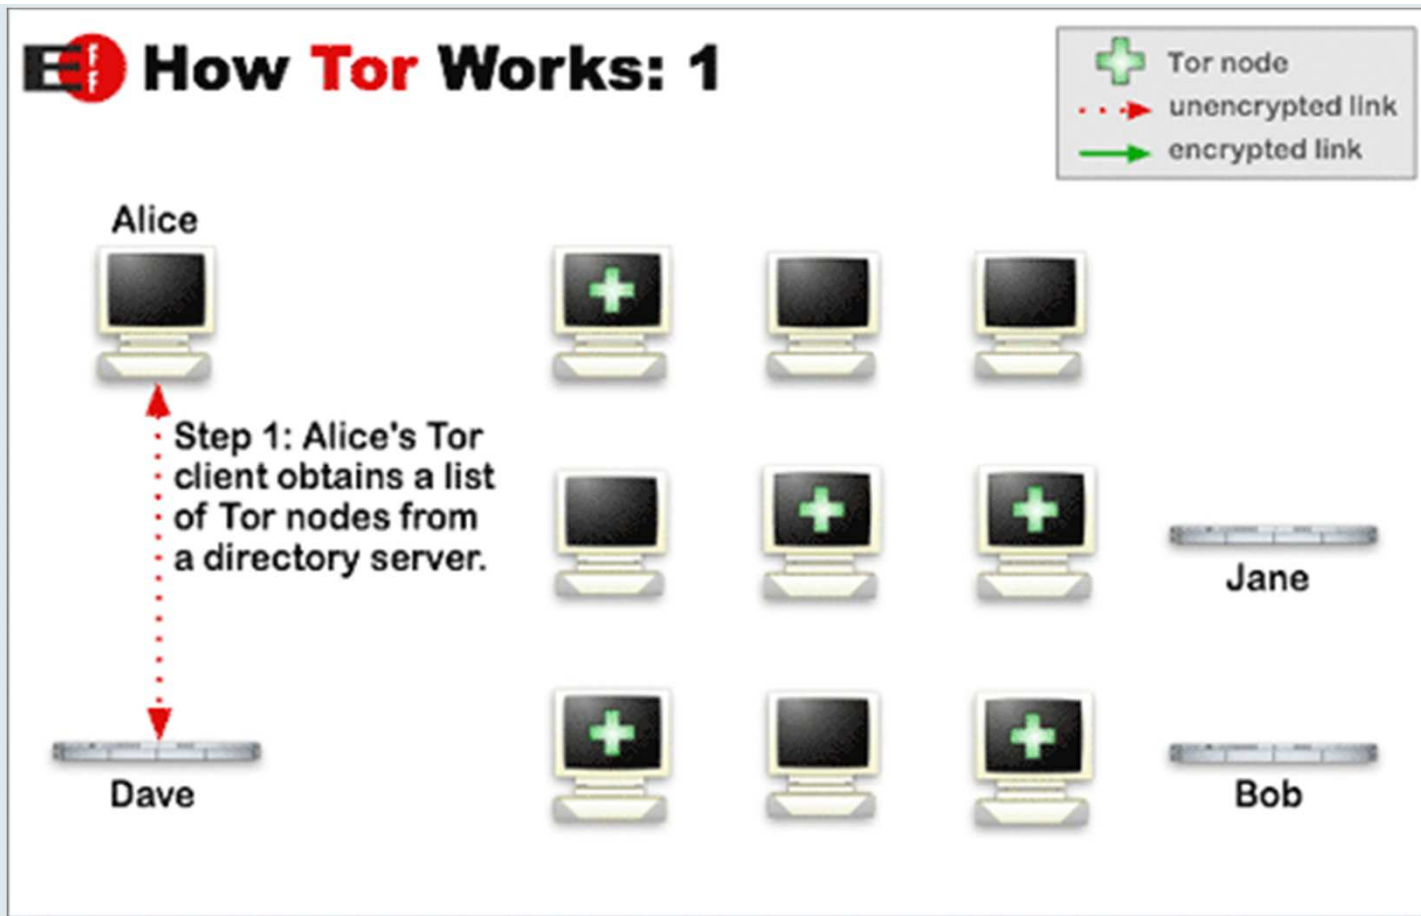 EFF How Tor Works: 1
Tor node
unencrypted link
encrypted link
Alice
Step 1: Alice's Tor
client obtains a list
of Tor nodes from
a directory server.
Jane
Dave
Bob